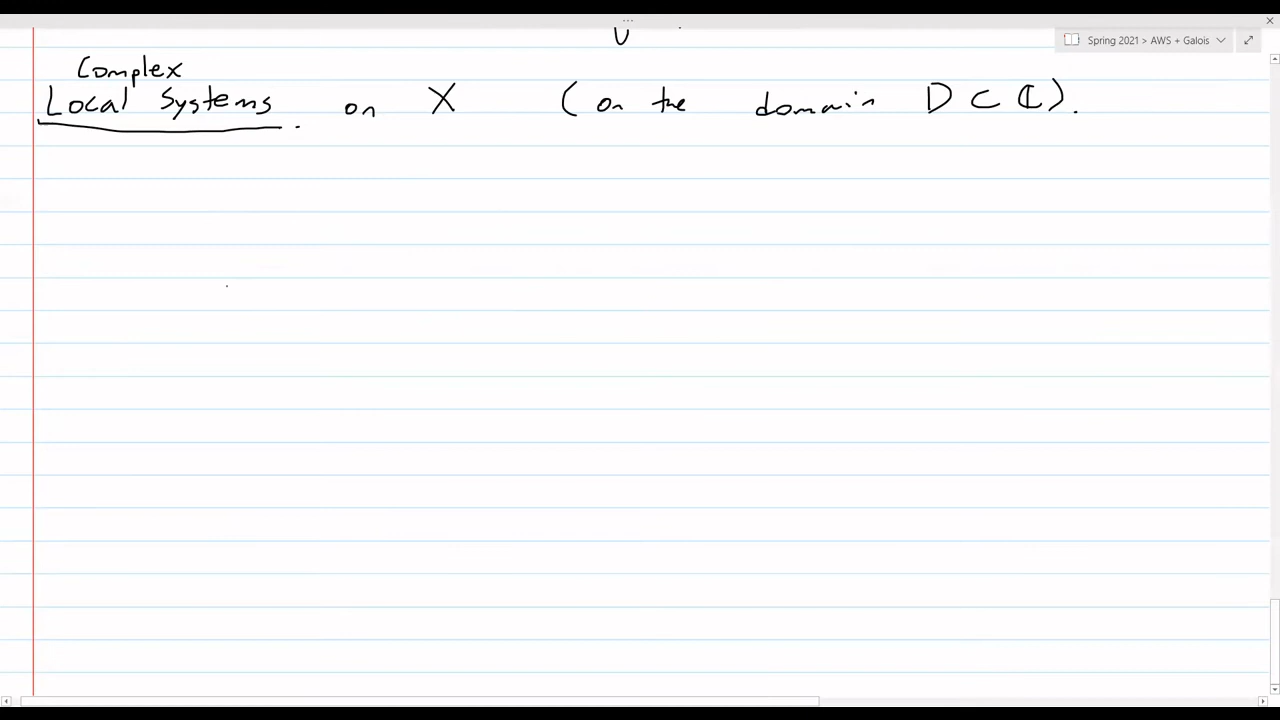 Spring 2021 > AWS + Galois
Complex
Local Systems. on X (on the domain D ⊂ ℂ).